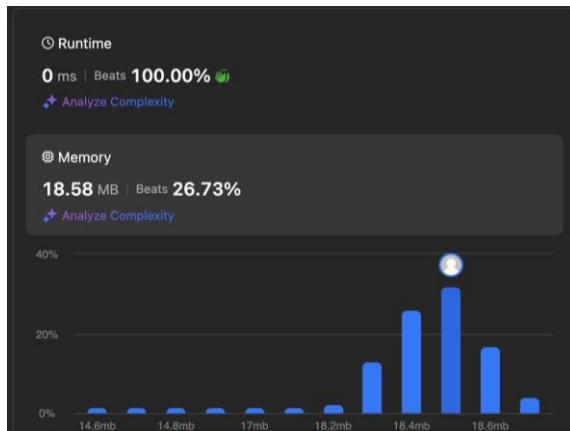 Runtime
0 ms | Beats 100.00%
Analyze Complexity
Memory
18.58 MB | Beats 26.73%
Analyze Complexity
40%
20%
0%
14.6mb 14.8mb 17mb 18.2mb 18.4mb 18.6mb